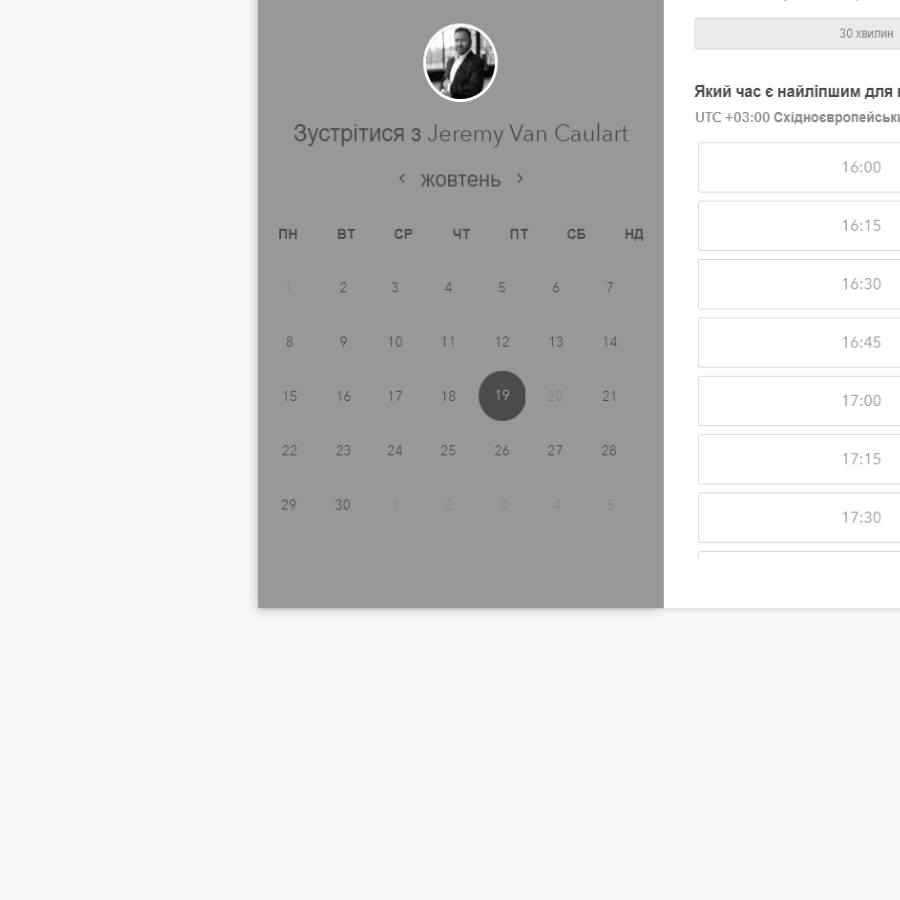 Зустрітися з Jeremy Van Caulart
жовтень
ПН ВТ СР ЧТ ПТ СБ НД
1 2 3 4 5 6 7
8 9 10 11 12 13 14
15 16 17 18 19 20 21
22 23 24 25 26 27 28
29 30 1 2 3 4 5
30 хвилин
Який час є найліпшим для
UTC +03:00 Східноєвропейськ
16:00
16:15
16:30
16:45
17:00
17:15
17:30